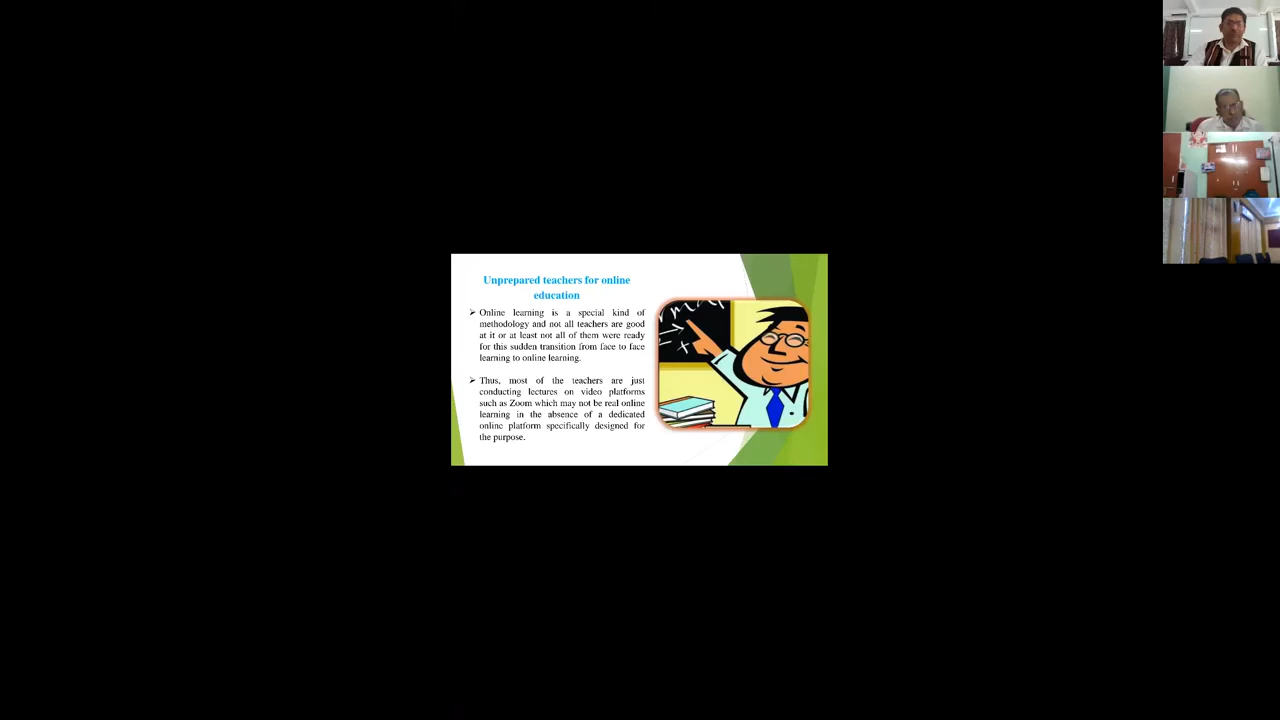 Unprepared teachers for online
education
➢ Online learning is a special kind of
methodology and not all teachers are good
at it or at least not all of them were ready
for this sudden transition from face to face
learning to online learning.
➢ Thus, most of the teachers are just
conducting lectures on video platforms
such as Zoom which may not be real online
learning in the absence of a dedicated
online platform specifically designed for
the purpose.